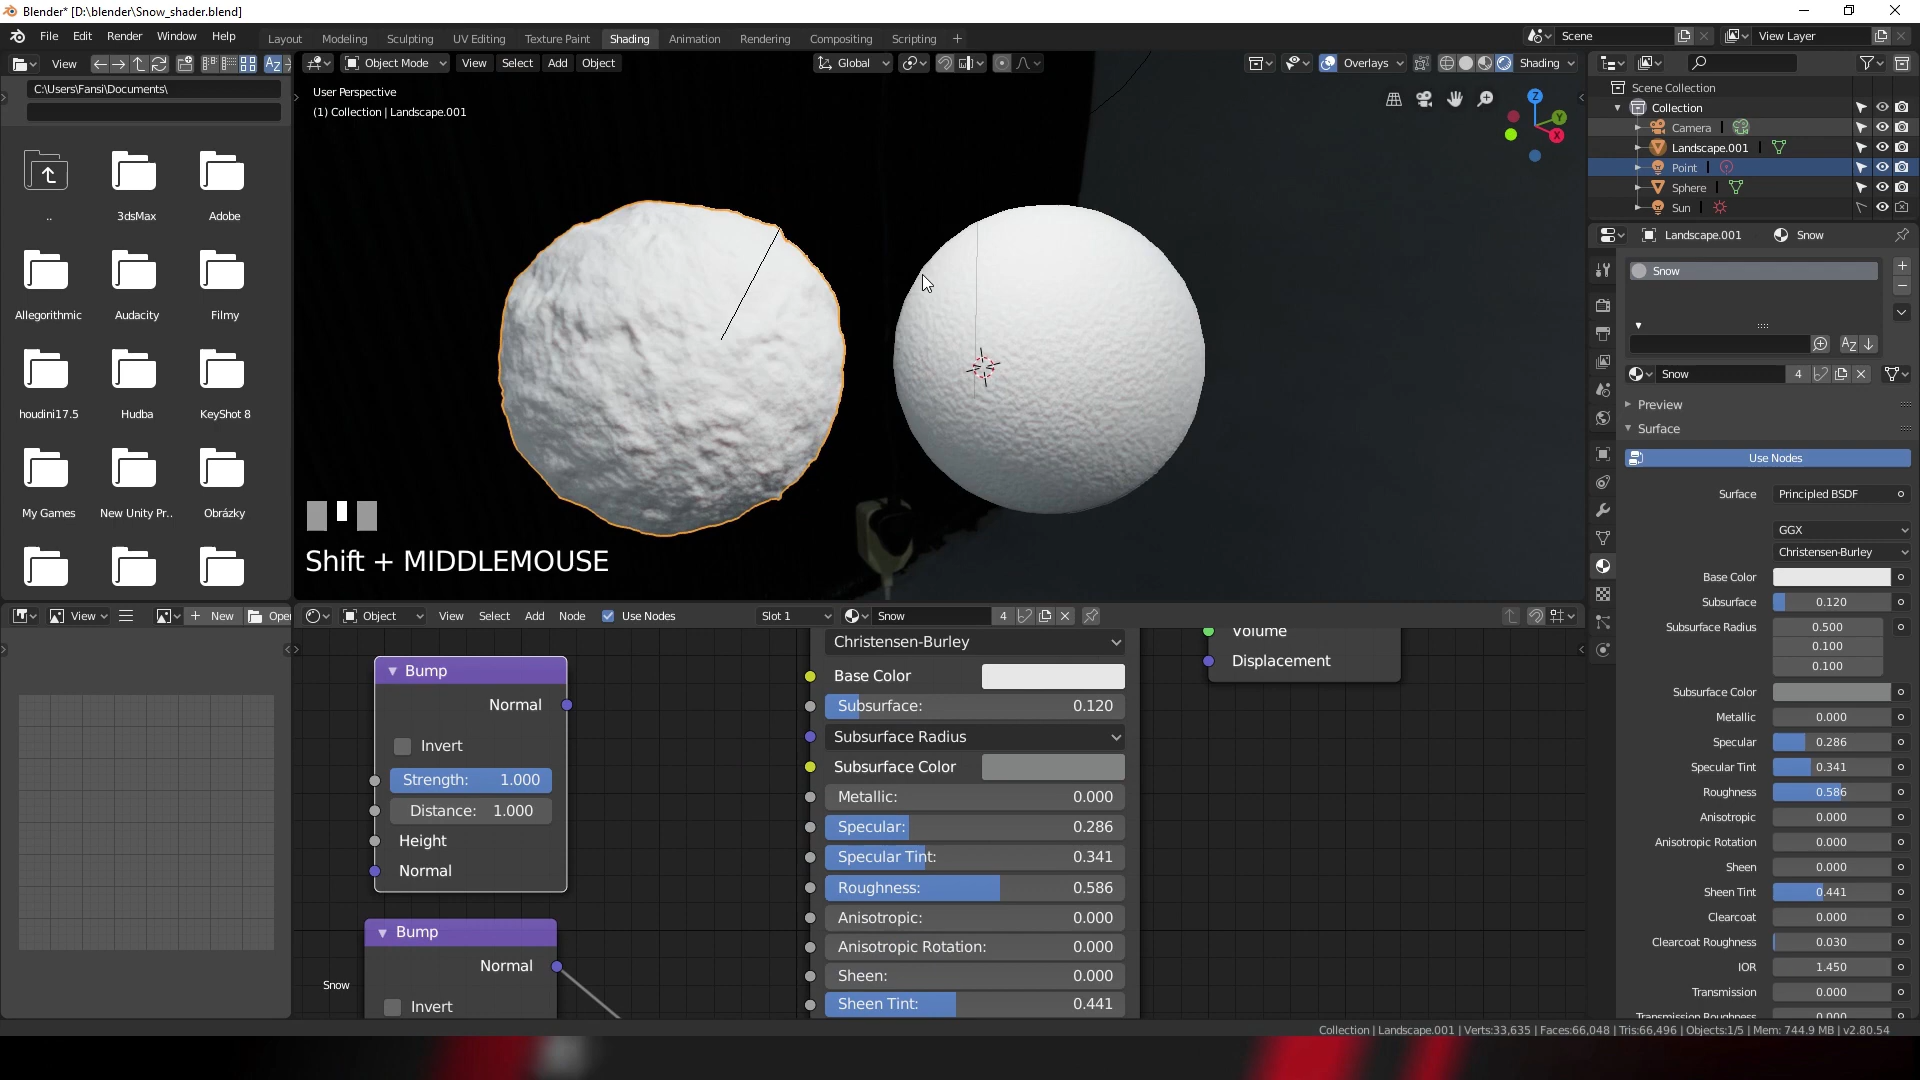 Blender* [D:\blender\Snow_shader.blend]
File Edit Render Window Help
Layout Modeling Sculpting UV Editing Texture Paint Shading Animation Rendering Compositing Scripting
Scene View Layer
View
Object Mode View Select Add Object
Global
Overlays Shading
C:\Users\Fansi\Documents\
..
3dsMax
Adobe
Allegorithmic
Audacity
Filmy
houdini17.5
Hudba
KeyShot 8
My Games
New Unity Pr..
Obrázky
User Perspective
(1) Collection | Landscape.001
Z
Y
X
Shift + MIDDLEMOUSE
Scene Collection
Collection
Camera
Landscape.001
Point
Sphere
Sun
Landscape.001 Snow
Snow
Snow 4
Preview
Surface
Use Nodes
Surface Principled BSDF
GGX
Christensen-Burley
Base Color
Subsurface 0.120
Subsurface Radius 0.500
0.100
0.100
Subsurface Color
Metallic 0.000
Specular 0.286
Specular Tint 0.341
Roughness 0.586
Anisotropic 0.000
Anisotropic Rotation 0.000
Sheen 0.000
Sheen Tint 0.441
Clearcoat 0.000
Clearcoat Roughness 0.030
IOR 1.450
Transmission 0.000
Transmission Roughness 0.000
View New Open
Object View Select Add Node Use Nodes Slot 1 Snow 4
Bump
Normal
Invert
Strength: 1.000
Distance: 1.000
Height
Normal
Bump
Normal
Invert
Snow
Christensen-Burley
Base Color
Subsurface: 0.120
Subsurface Radius
Subsurface Color
Metallic: 0.000
Specular: 0.286
Specular Tint: 0.341
Roughness: 0.586
Anisotropic: 0.000
Anisotropic Rotation: 0.000
Sheen: 0.000
Sheen Tint: 0.441
Volume
Displacement
Collection | Landscape.001 | Verts:33,635 | Faces:66,048 | Tris:66,496 | Objects:1/5 | Mem: 744.9 MB | v2.80.54